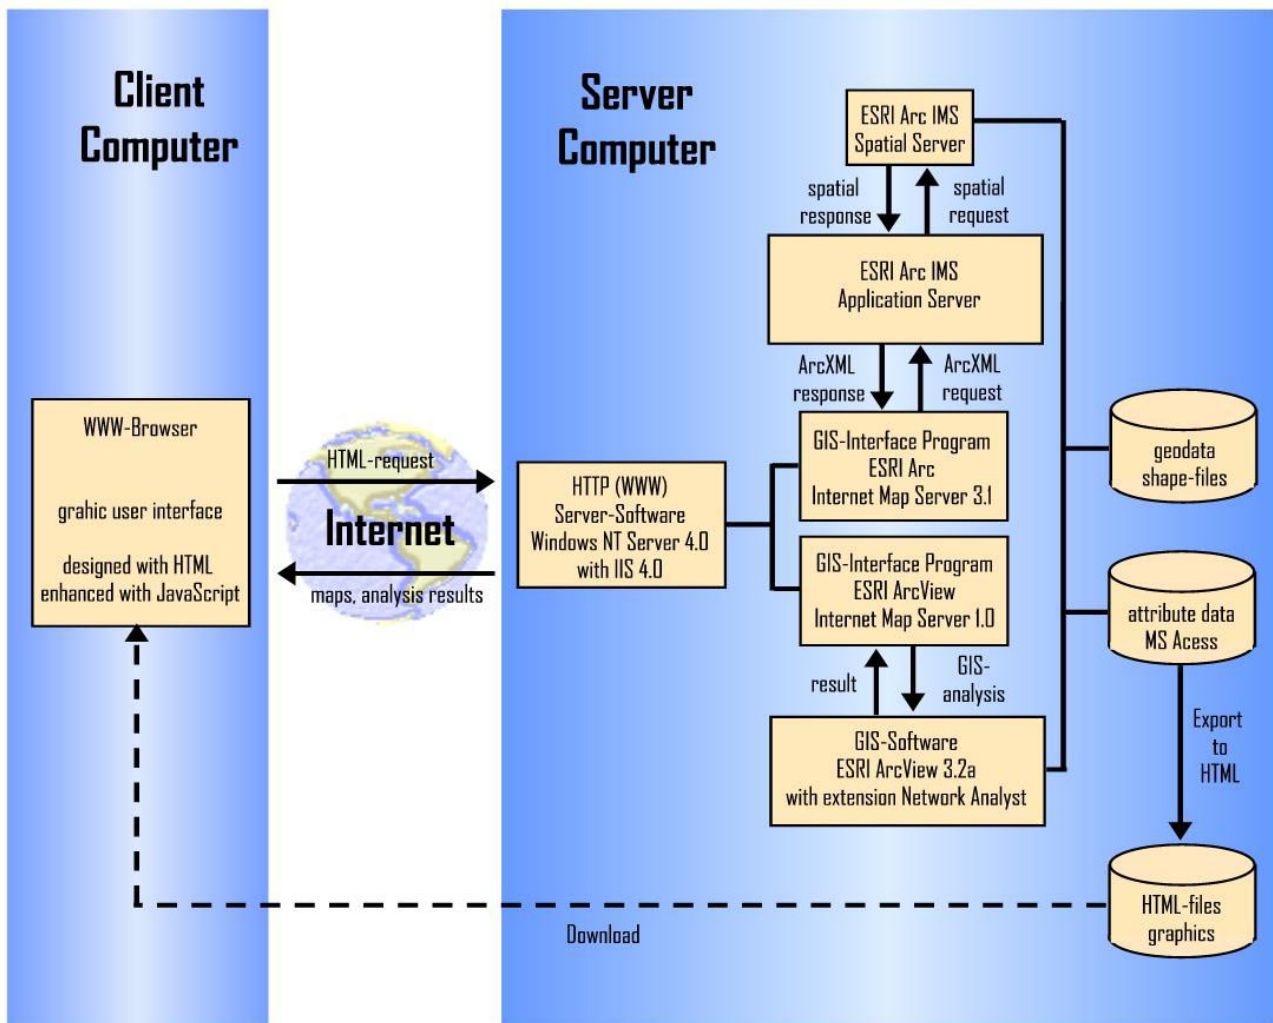 Client
Computer
Server
Computer
ESRI Arc IMS
Spatial Server
spatial
response
spatial
request
ESRI Arc IMS
Application Server
ArcXML
response
ArcXML
request
WWW-Browser
grahic user interface
designed with HTML
enhanced with JavaScript
HTML-request
Internet
maps, analysis results
HTTP (WWW)
Server-Software
Windows NT Server 4.0
with IIS 4.0
GIS-Interface Program
ESRI Arc
Internet Map Server 3.1
GIS-Interface Program
ESRI ArcView
Internet Map Server 1.0
result
GIS-
analysis
GIS-Software
ESRI ArcView 3.2a
with extension Network Analyst
geodata
shape-files
attribute data
MS Acess
Export
to
HTML
HTML-files
graphics
Download